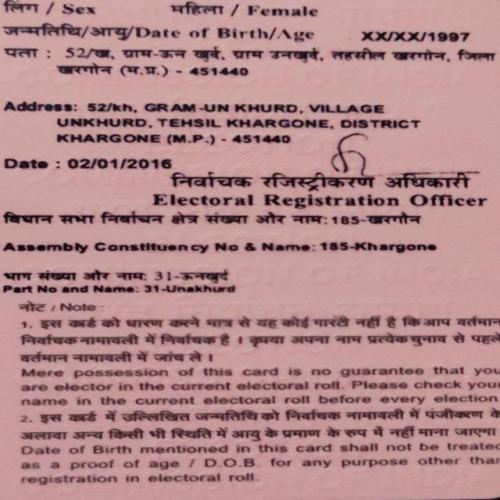 लिंग / Sex महिला / Female
जन्मतिथि/आयु/Date of Birth/Age XX/XX/1997
पता : 52/ख, ग्राम-ऊन खुर्द, ग्राम उनखुर्द, तहसील खरगोन, जिला
खरगोन (म.प्र.) - 451440
Address: 52/kh, GRAM-UN KHURD, VILLAGE
UNKHURD, TEHSIL KHARGONE, DISTRICT
KHARGONE (M.P.) - 451440
Date : 02/01/2016
निर्वाचक रजिस्ट्रीकरण अधिकारी
Electoral Registration Officer
विधान सभा निर्वाचन क्षेत्र संख्या और नाम: 185-खरगौन
Assembly Constituency No & Name: 185-Khargone
भाग संख्या और नाम: 31-ऊनखुर्द
Part No and Name: 31-Unakhurd
नोट / Note :
1. इस कार्ड को धारण करने मात्र से यह कोई गारंटी नहीं है कि आप वर्तमान
निर्वाचक नामावली में निर्वाचक है । कृपया अपना नाम प्रत्येक चुनाव से पहले
वर्तमान नामावली में जांच ले ।
Mere possession of this card is no guarantee that you
are elector in the current electoral roll. Please check you
name in the current electoral roll before every election
2. इस कार्ड में उल्लिखित जन्मतिथि को निर्वाचक नामावली में पंजीकरण के
अलावा अन्य किसी भी स्थिति में आयु के प्रमाण के रुप में नहीं माना जाएगा
Date of Birth mentioned in this card shall not be treated
as a proof of age / D.O.B. for any purpose other than
registration in electoral roll.